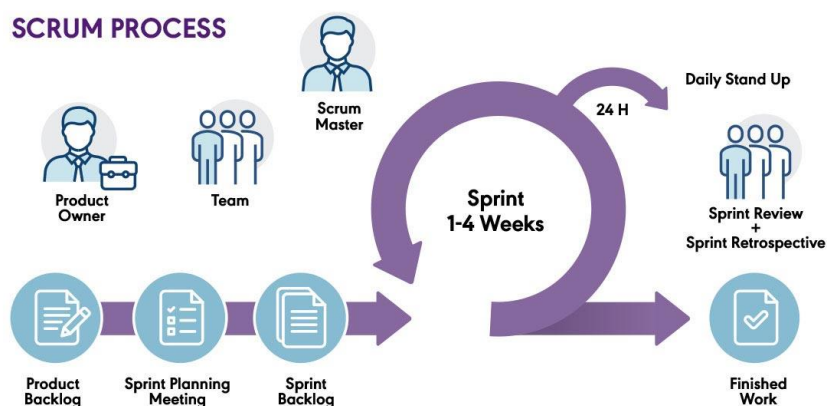 SCRUM PROCESS
Scrum
Master
Product
Owner
Team
24 H
Daily Stand Up
Sprint
1-4 Weeks
Sprint Review
+
Sprint Retrospective
Product
Backlog
Sprint Planning
Meeting
Sprint
Backlog
Finished
Work